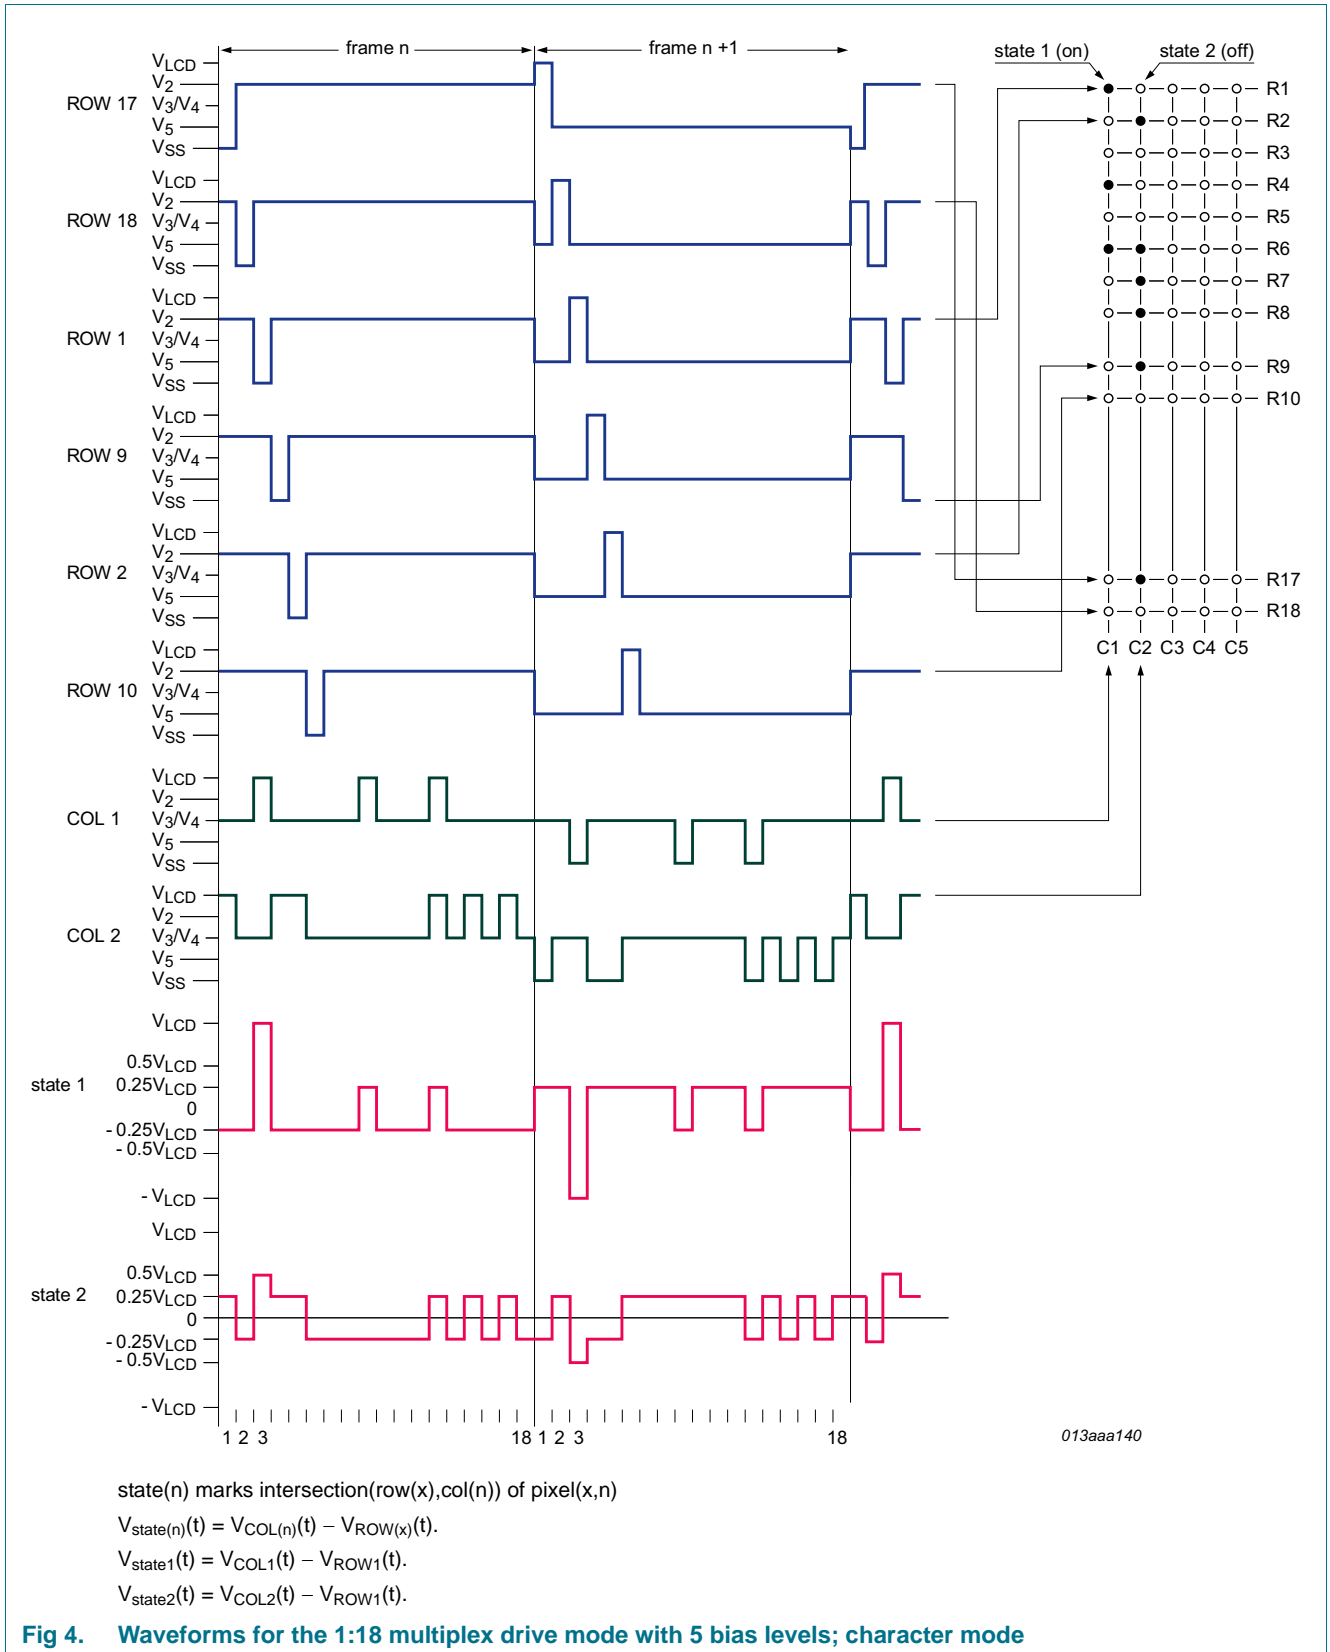 frame n
frame n +1
state 1 (on)
state 2 (off)
ROW 17
VLCD
V2
V3/V4
V5
VSS
ROW 18
VLCD
V2
V3/V4
V5
VSS
ROW 1
VLCD
V2
V3/V4
V5
VSS
ROW 9
VLCD
V2
V3/V4
V5
VSS
ROW 2
VLCD
V2
V3/V4
V5
VSS
ROW 10
VLCD
V2
V3/V4
V5
VSS
COL 1
VLCD
V2
V3/V4
V5
VSS
COL 2
VLCD
V2
V3/V4
V5
VSS
state 1
VLCD
0.5VLCD
0.25VLCD
0
- 0.25VLCD
- 0.5VLCD
- VLCD
state 2
VLCD
0.5VLCD
0.25VLCD
0
- 0.25VLCD
- 0.5VLCD
- VLCD
1 2 3 18 1 2 3 18
R1
R2
R3
R4
R5
R6
R7
R8
R9
R10
R17
R18
C1 C2 C3 C4 C5
013aaa140
state(n) marks intersection(row(x),col(n)) of pixel(x,n)
Vstate(n)(t) = VCOL(n)(t) − VROW(x)(t).
Vstate1(t) = VCOL1(t) − VROW1(t).
Vstate2(t) = VCOL2(t) − VROW1(t).
Fig 4. Waveforms for the 1:18 multiplex drive mode with 5 bias levels; character mode